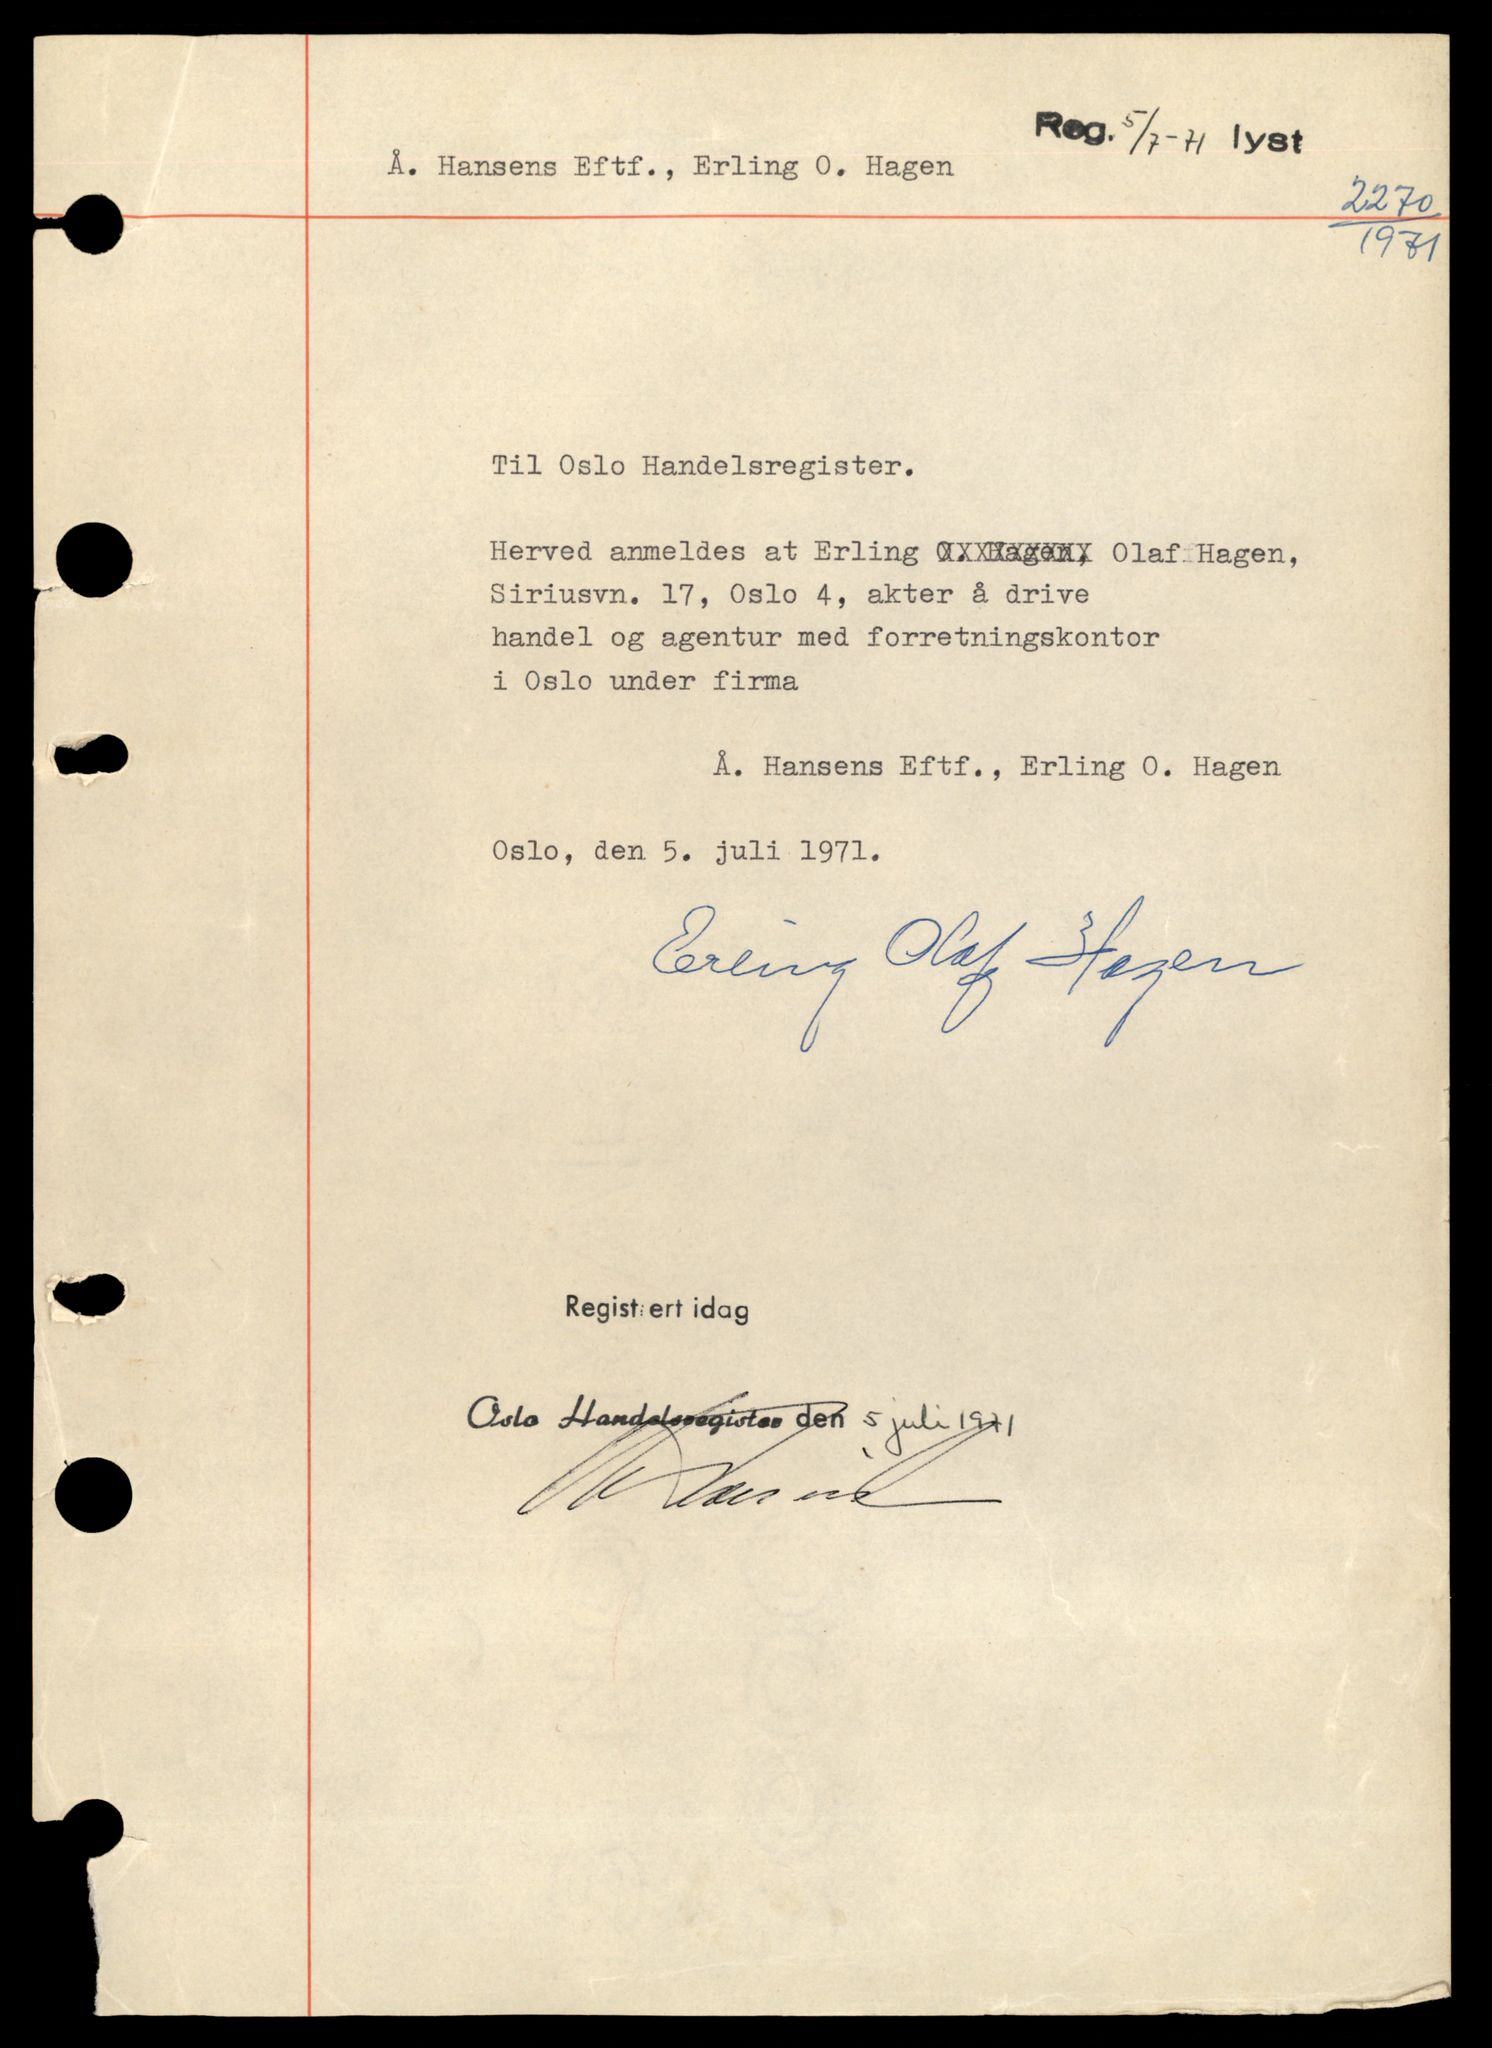 Reg. 5/7-71 lyst
Å. Hansens Eftf., Erling O. Hagen
2270
1971
Til Oslo Handelsregister.
Herved anmeldes at Erling O. Hagen, Olaf Hagen,
Siriusvn. 17, Oslo 4, akter å drive
handel og agentur med forretningskontor
i Oslo under firma
Å. Hansens Eftf., Erling O. Hagen
Oslo, den 5. juli 1971.
Erling Olaf Hagen
Registrert idag
Oslo Handelsregister den 5 juli 1971